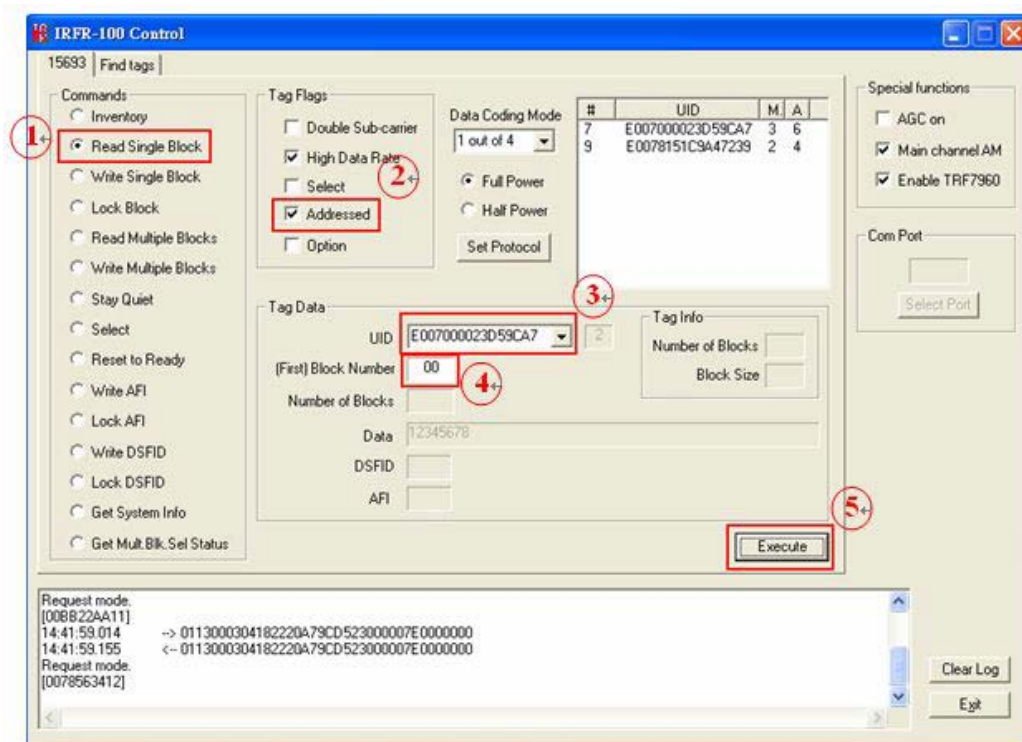 IRFR-100 Control
15693
Find tags
Commands
Inventory
1
Read Single Block
Write Single Block
Lock Block
Read Multiple Blocks
Write Multiple Blocks
Stay Quiet
Select
Reset to Ready
Write AFI
Lock AFI
Write DSFID
Lock DSFID
Get System Info
Get Mult.Blk.Sel Status
Tag Flags
Double Sub-carrier
High Data Rate
2
Select
Addressed
Option
Data Coding Mode
1 out of 4
Full Power
Half Power
Set Protocol
# UID M. A
7 E007000023D59CA7 3 6
9 E0078151C9A47239 2 4
Special functions
AGC on
Main channel AM
Enable TRF7960
Com Port
Select Port
Tag Data
3
UID E007000023D59CA7 2
(First) Block Number 00
4
Number of Blocks
Data 12345678
DSFID
AFI
Tag Info
Number of Blocks
Block Size
5
Execute
Request mode.
[00BB22AA11]
14:41:59.014 --> 0113000304182220A79CD523000007E0000000
14:41:59.155 <-- 0113000304182220A79CD523000007E0000000
Request mode.
[0078563412]
Clear Log
Exit